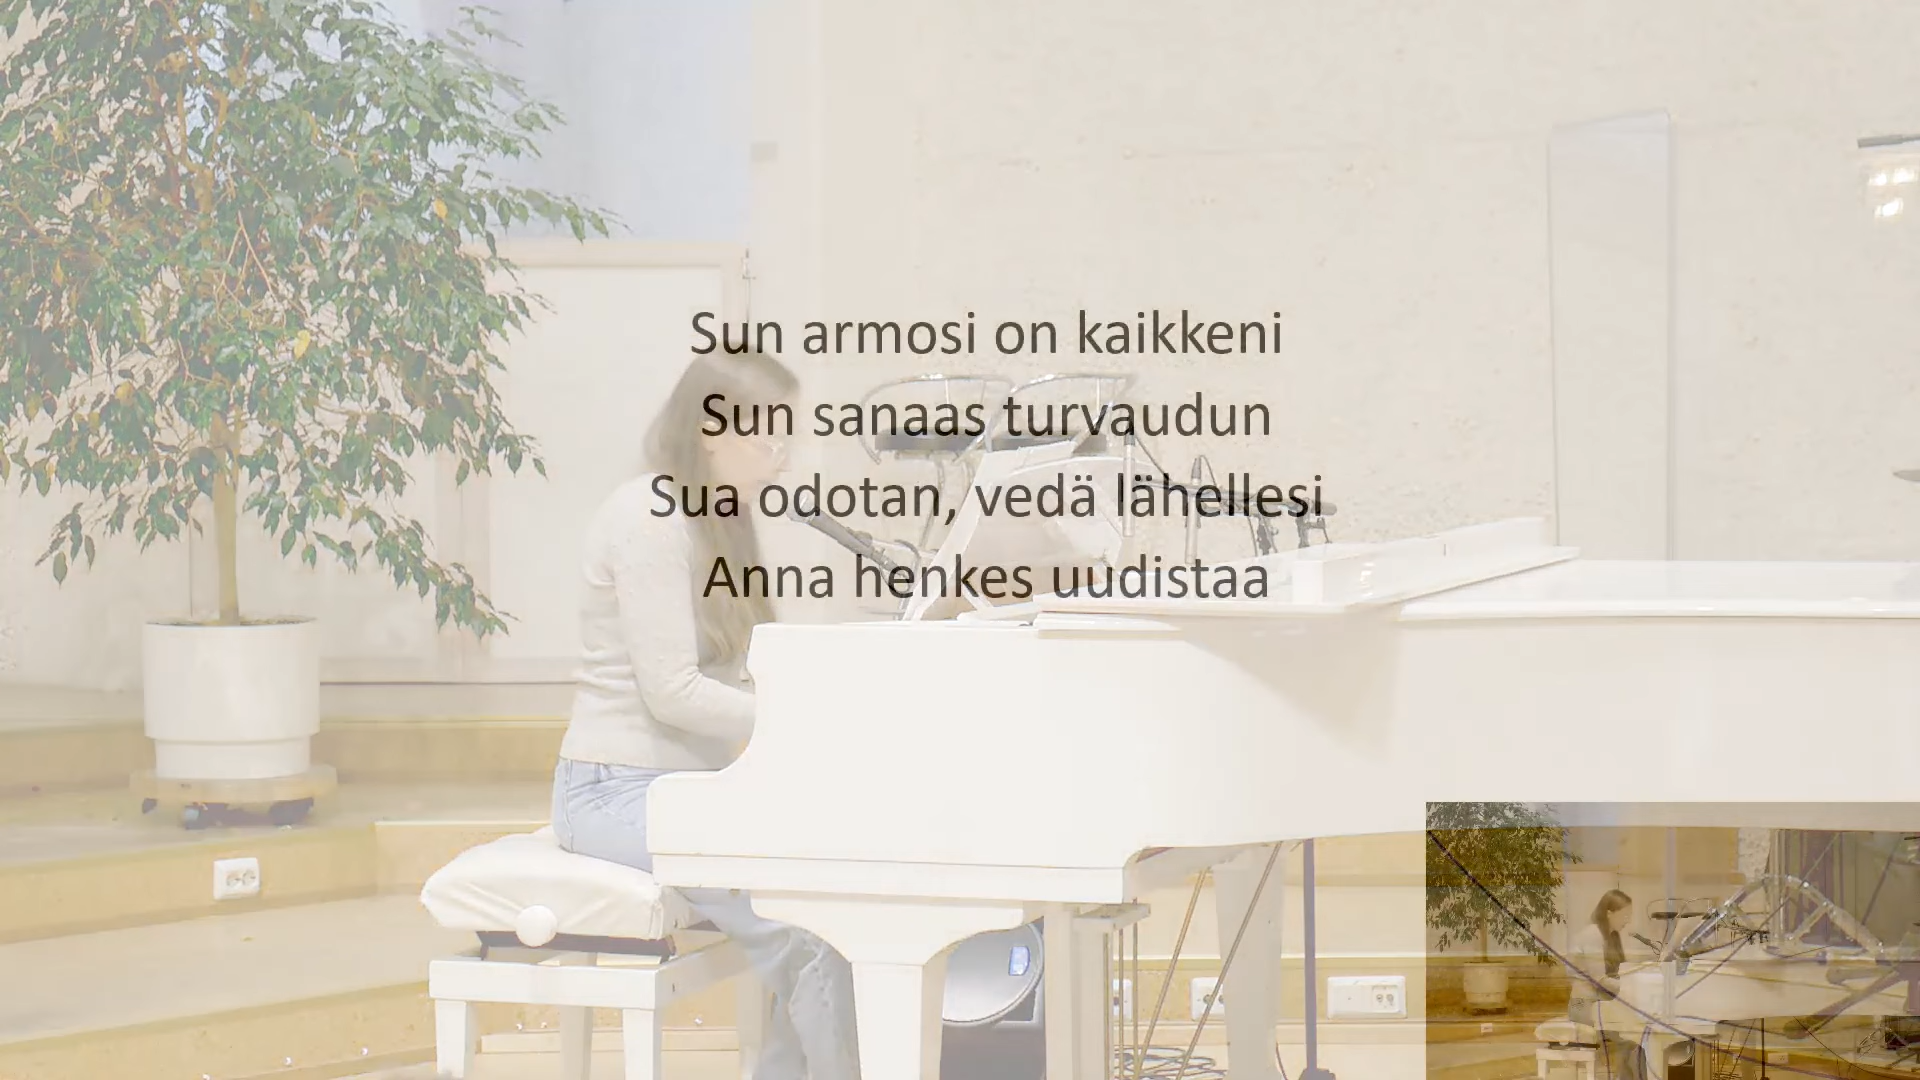 Sun armosi on kaikkeni
Sun sanaas turvaudun
Sua odotan, vedä lähellesi
Anna henkes uudistaa